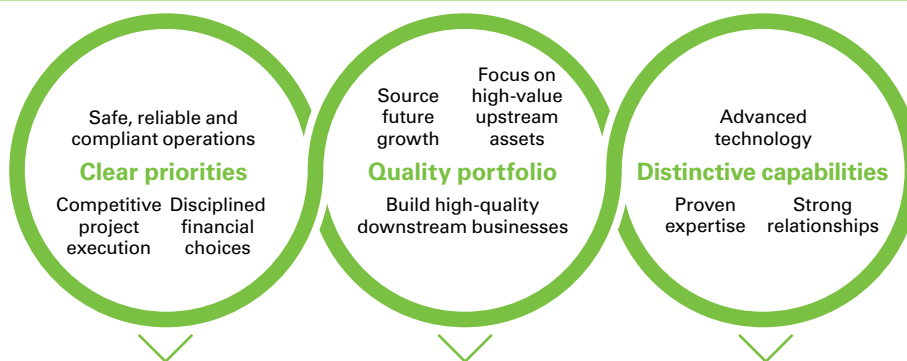 Safe, reliable and
compliant operations
Clear priorities
Competitive
project
execution
Disciplined
financial
choices
Source
future
growth
Focus on
high-value
upstream
assets
Quality portfolio
Build high-quality
downstream businesses
Advanced
technology
Distinctive capabilities
Proven
expertise
Strong
relationships